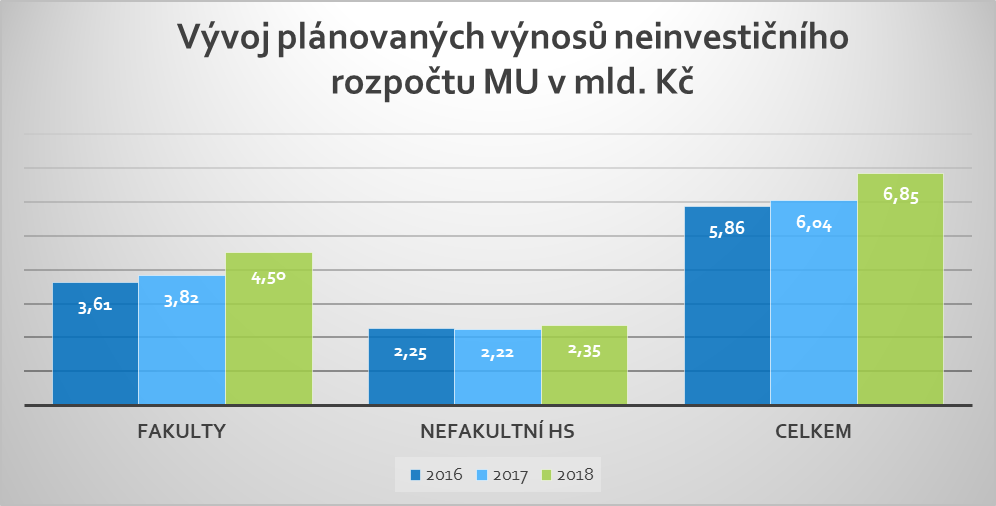 Vývoj plánovaných výnosů neinvestičního
rozpočtu MU v mld. Kč
3,61
3,82
4,50
2,25
2,22
2,35
5,86
6,04
6,85
FAKULTY
NEFAKULTNÍ HS
CELKEM
2016
2017
2018